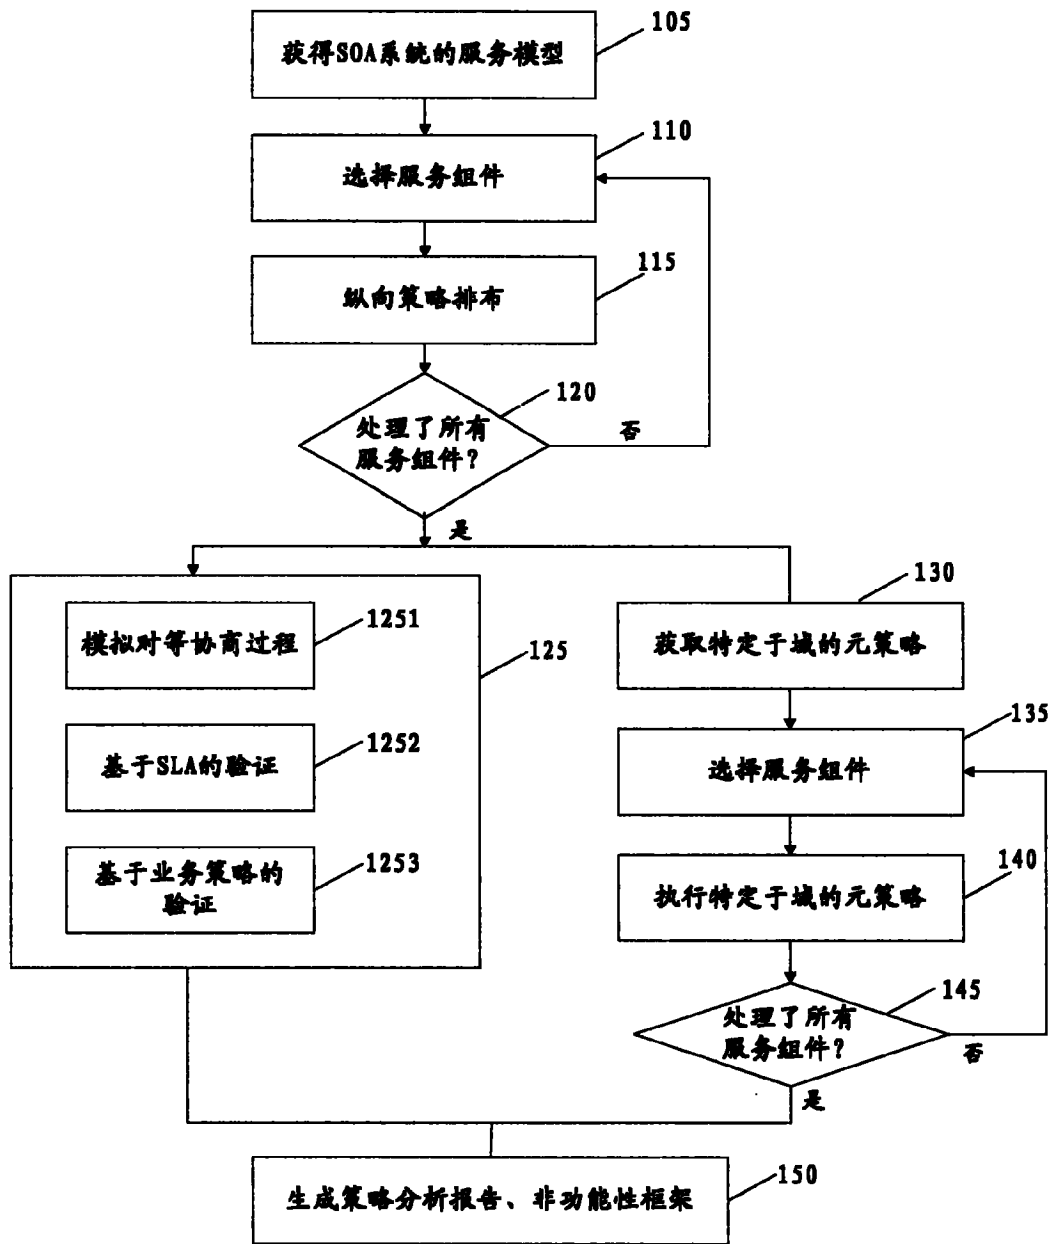 获得SOA系统的服务模型
105
选择服务组件
110
纵向策略排布
115
处理了所有
服务组件?
120
否
是
模拟对等协商过程
1251
基于SLA的验证
1252
基于业务策略的
验证
1253
125
获取特定于域的元策略
130
选择服务组件
135
执行特定于域的元策略
140
处理了所有
服务组件?
145
否
是
生成策略分析报告、非功能性框架
150